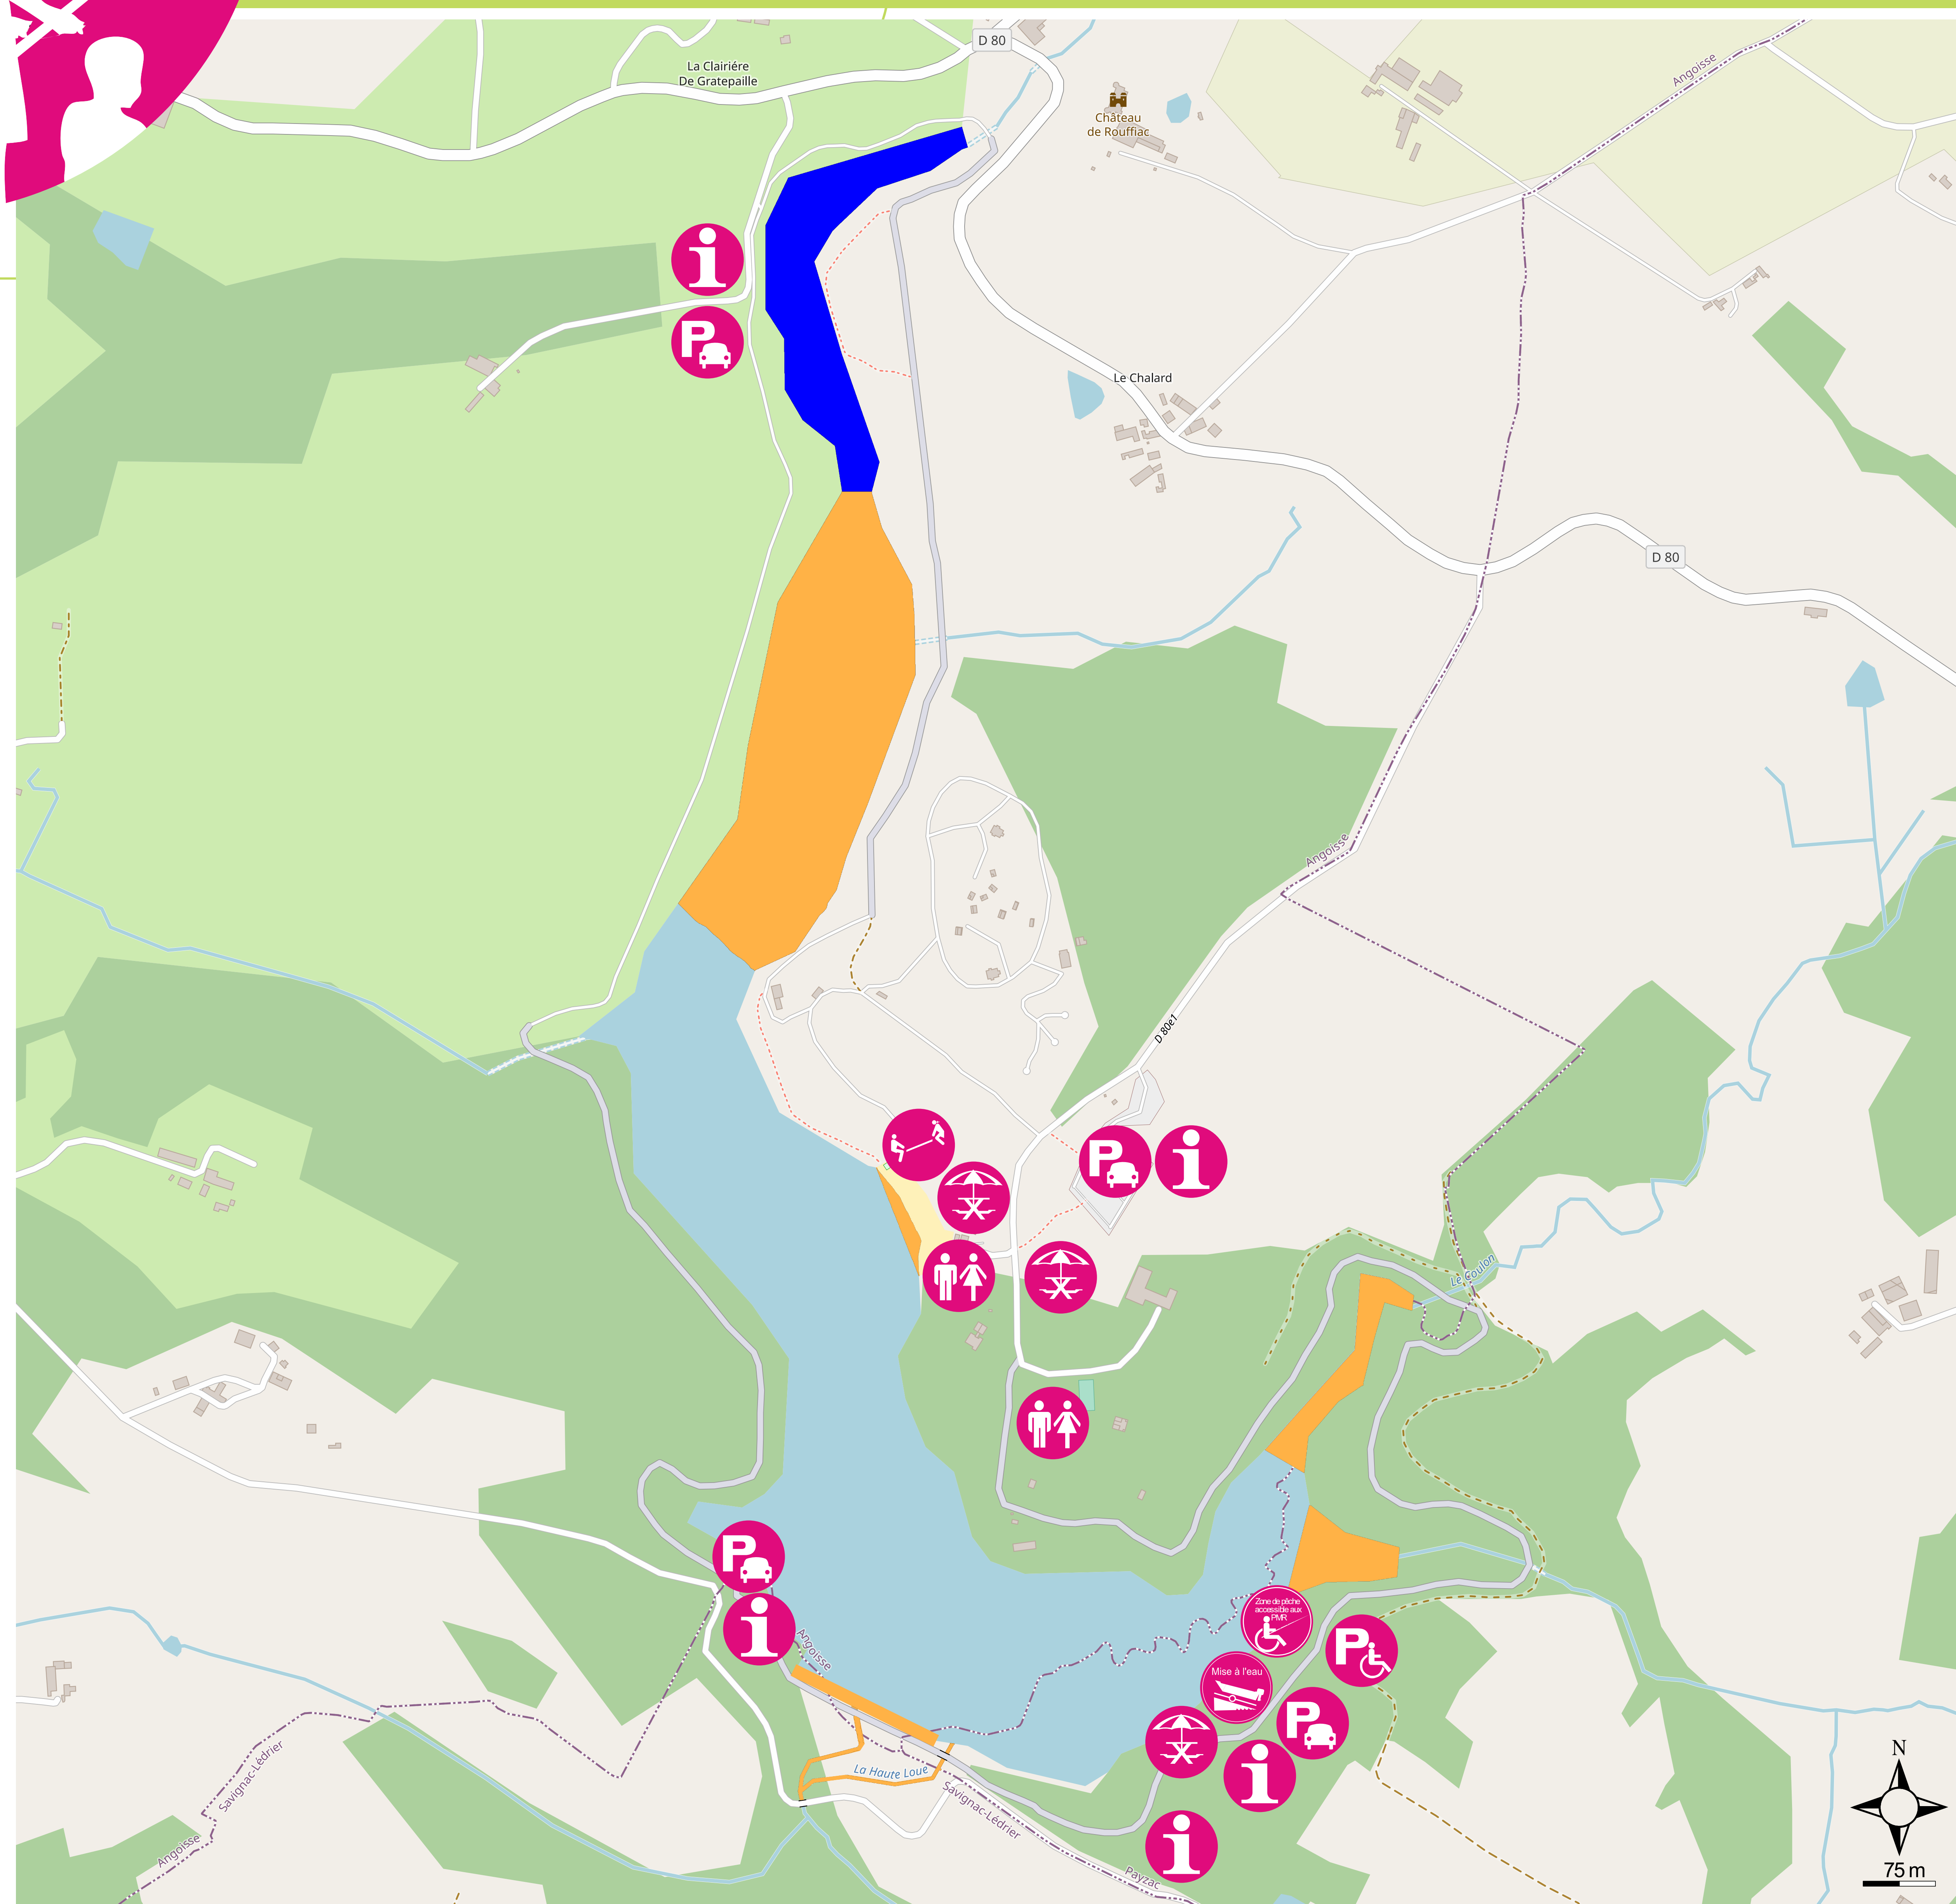 D 80
La Clairiére
De Gratepaille
Angoisse
Château
de Rouffiac
Le Chalard
D 80
Angoisse
D 80e1
P
i
P
i
P
i
Le Coulon
P
i
Zone de pêche
accessible aux
PMR
P
Mise à l'eau
P
i
i
Angoisse
La Haute Loue
Savignac-Lédrier
Savignac-Lédrier
Angoisse
Payzac
N
75 m